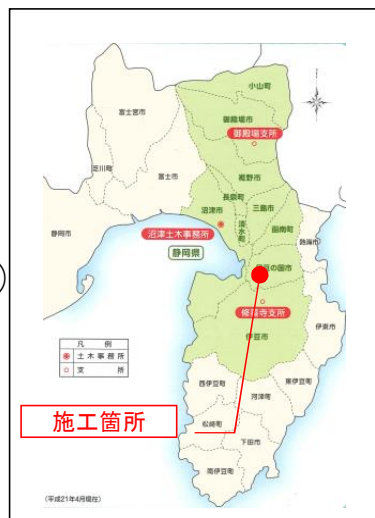 小山町
御殿場市
御殿場支所
富士宮市
裾野市
芝川町
富士市
長泉町
沼津市
三島市
清水町
函南町
静岡市
沼津土木事務所
熱海市
静岡県
伊豆の国市
修善寺支所
伊東市
伊豆市
凡 例
土木事務所
支 所
西伊豆町
東伊豆町
河津町
施工箇所
松崎町
下田市
南伊豆町
(平成21年4月現在)